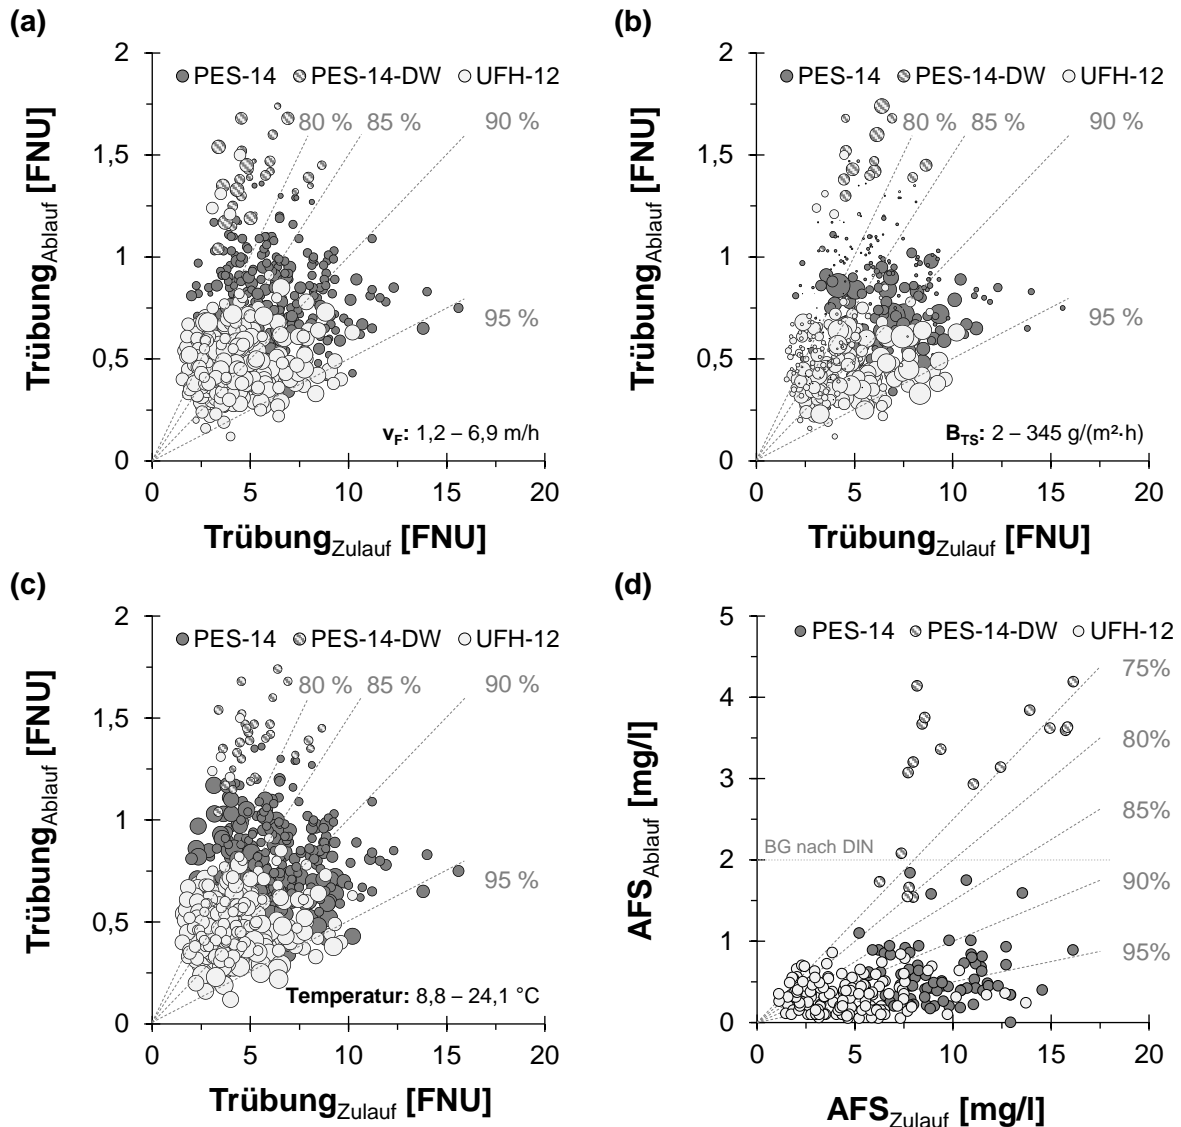 (a)
2
PES-14 PES-14-DW UFH-12
80 % 85 % 90 %
1,5
1
0,5
95 %
v_F: 1,2 – 6,9 m/h
0
0 5 10 15 20
Trübung_Ablauf [FNU]
Trübung_Zulauf [FNU]
(b)
2
PES-14 PES-14-DW UFH-12
80 % 85 % 90 %
1,5
1
0,5
95 %
B_TS: 2 – 345 g/(m²·h)
0
0 5 10 15 20
Trübung_Ablauf [FNU]
Trübung_Zulauf [FNU]
(c)
2
PES-14 PES-14-DW UFH-12
80 % 85 % 90 %
1,5
1
0,5
95 %
Temperatur: 8,8 – 24,1 °C
0
0 5 10 15 20
Trübung_Ablauf [FNU]
Trübung_Zulauf [FNU]
(d)
5
PES-14 PES-14-DW UFH-12
75%
4
80%
3
85%
BG nach DIN
2
90%
1
95%
0
0 5 10 15 20
AFS_Ablauf [mg/l]
AFS_Zulauf [mg/l]